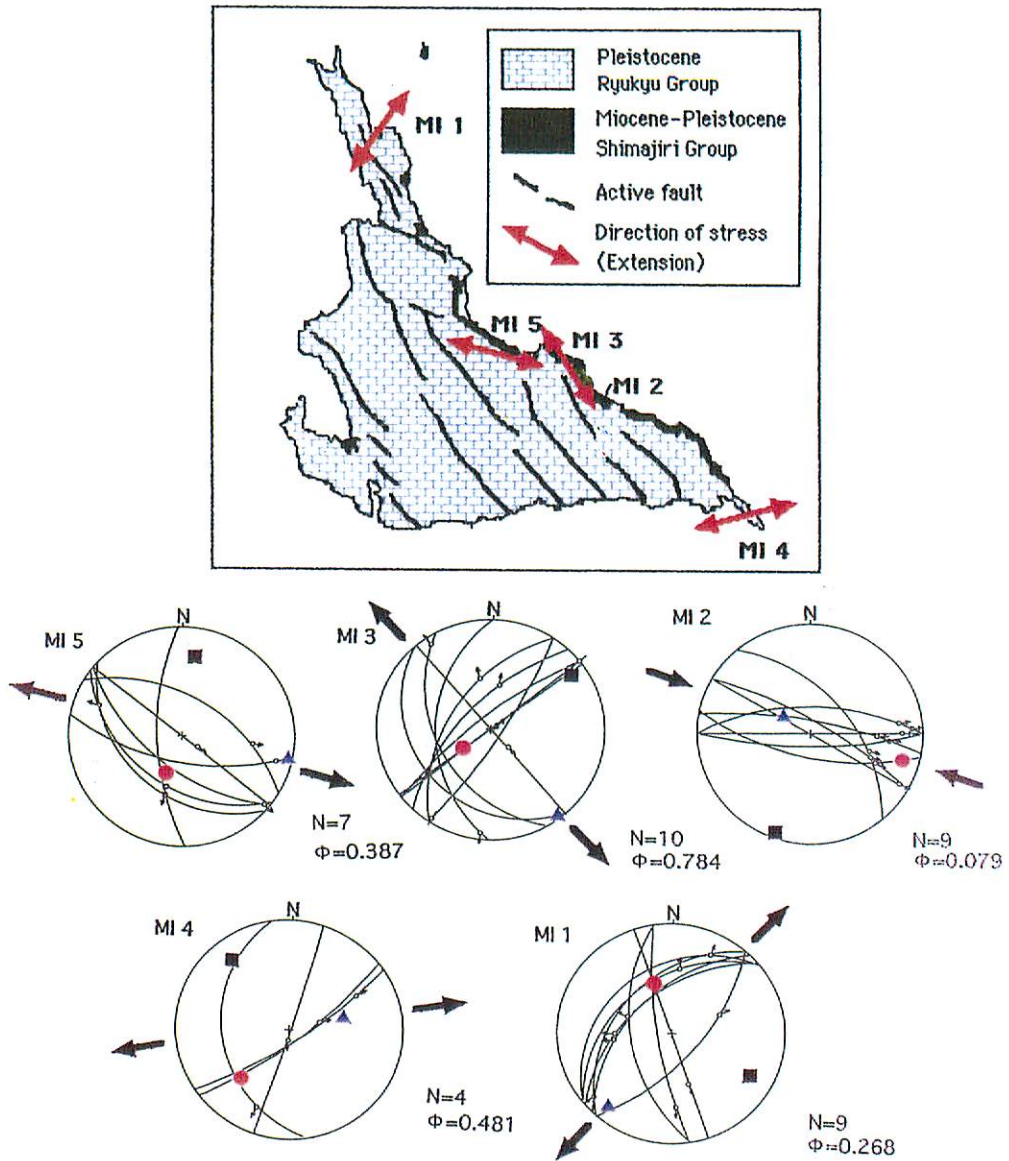 Pleistocene
Ryukyu Group
Miocene-Pleistocene
Shimajiri Group
Active fault
Direction of stress
(Extension)
MI 1
MI 5
MI 3
MI 2
MI 4
MI 5
N
N=7
Φ=0.387
MI 3
N
N=10
Φ=0.784
MI 2
N
N=9
Φ=0.079
MI 4
N
N=4
Φ=0.481
MI 1
N
N=9
Φ=0.268